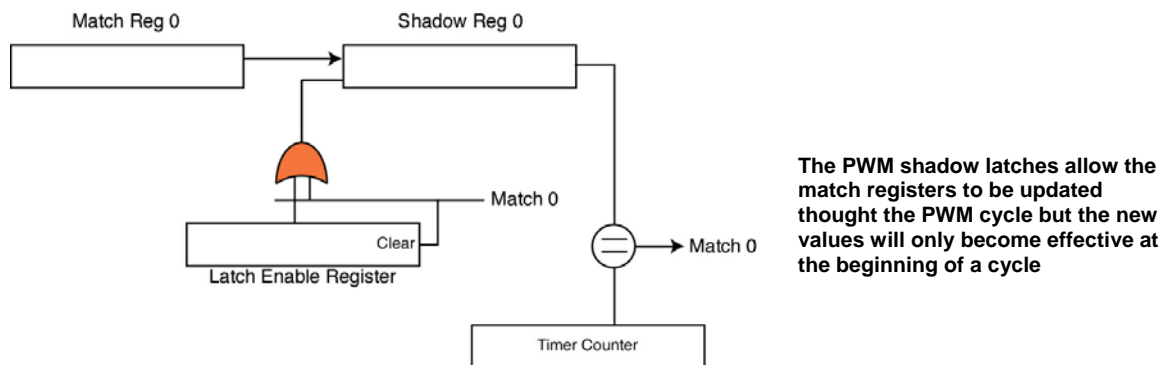 Match Reg 0
Shadow Reg 0
Match 0
Clear
Latch Enable Register
Match 0
Timer Counter
The PWM shadow latches allow the
match registers to be updated
thought the PWM cycle but the new
values will only become effective at
the beginning of a cycle